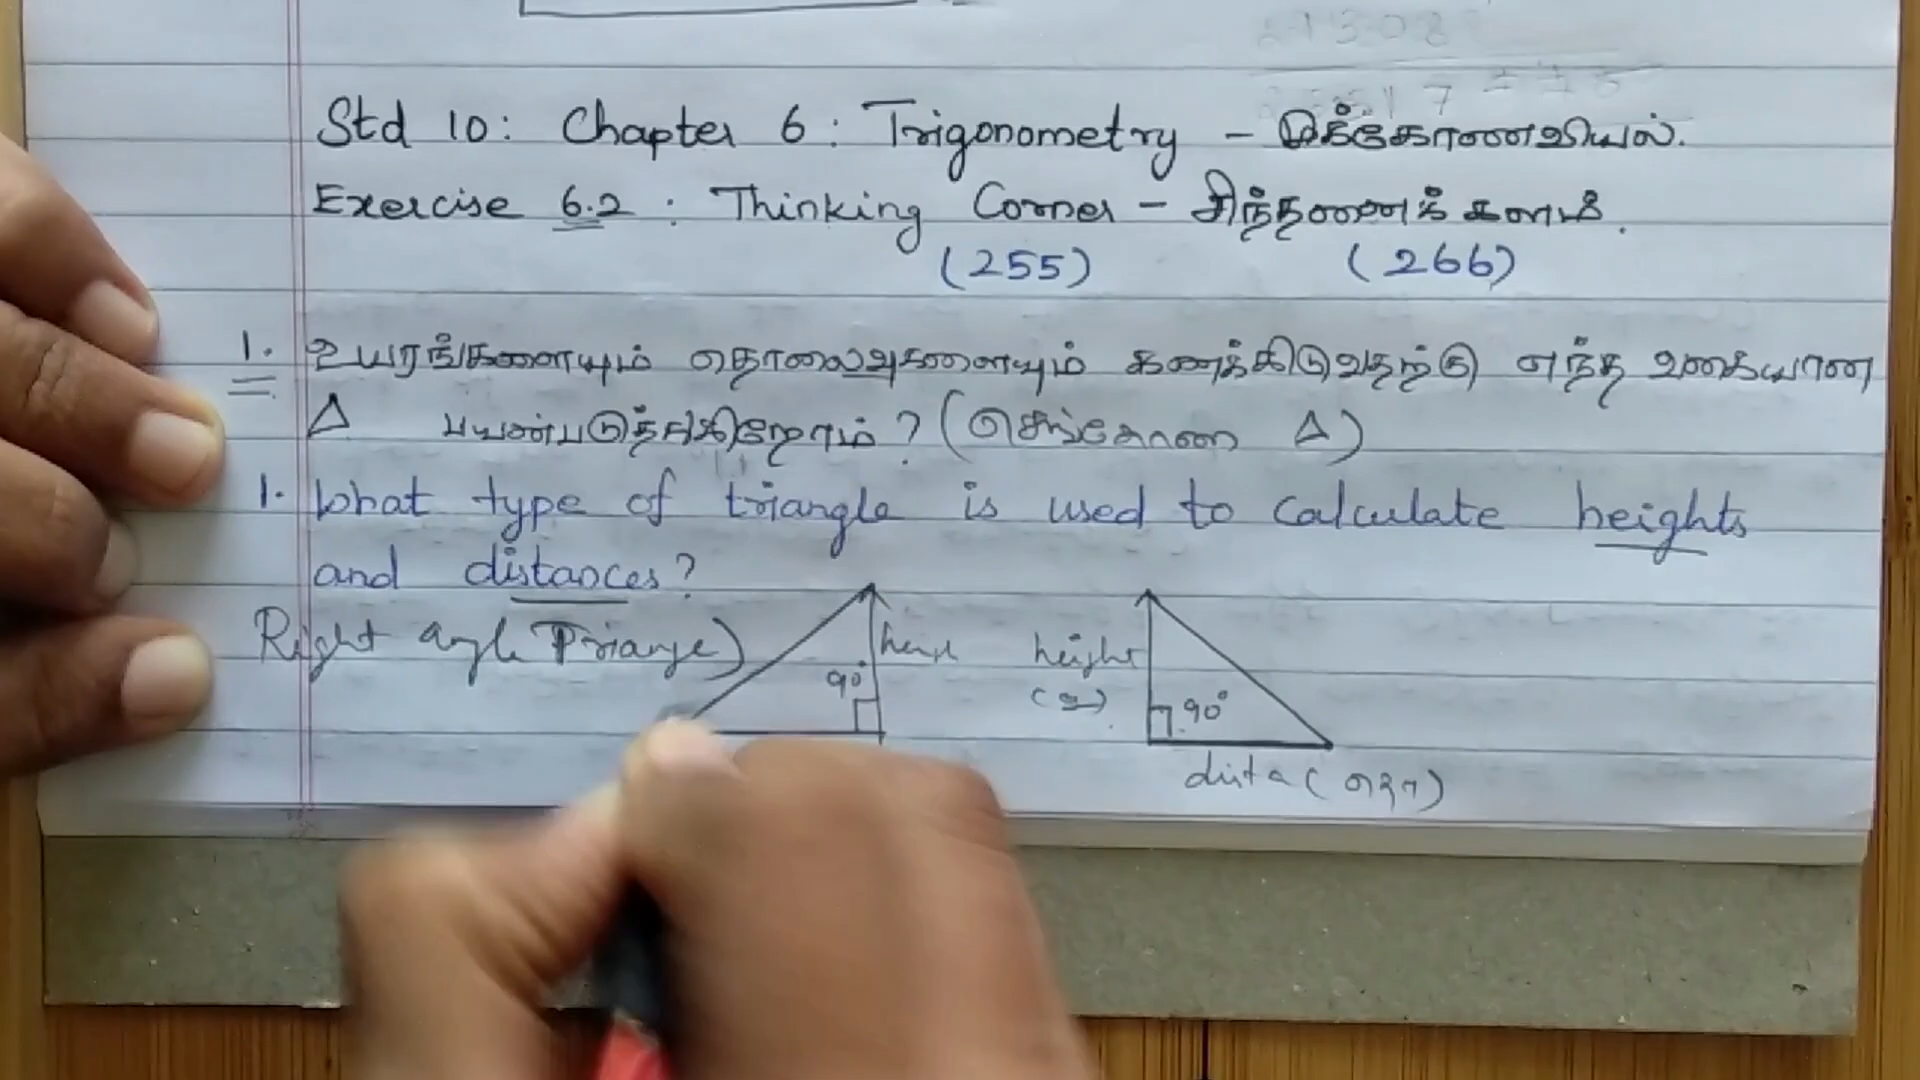 Std 10: Chapter 6: Trigonometry - முக்கோணவியல்.
Exercise 6.2: Thinking Corner - சிந்தனைக் களம்.
(255) (266)
1. உயரங்களையும் தொலைவுகளையும் கணக்கிடுவதற்கு எந்த வகையான
Δ பயன்படுத்துகிறோம்? (செங்கோண Δ)
1. What type of triangle is used to calculate heights
and distances?
Right angle
90°
height
90°